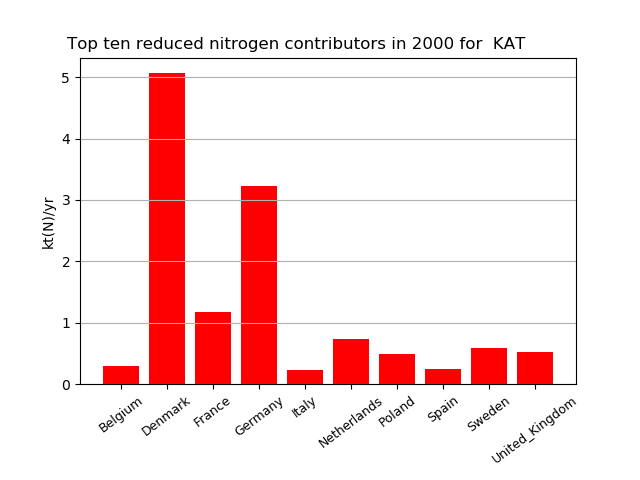 Top ten reduced nitrogen contributors in 2000 for  KAT
kt(N)/yr
5
4
3
2
1
0
Belgium
Denmark
France
Germany
Italy
Netherlands
Poland
Spain
Sweden
United_Kingdom